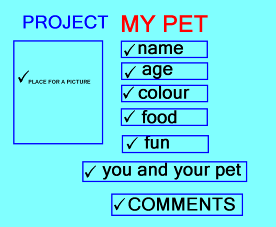 PROJECT MY PET
✓PLACE FOR A PICTURE
✓name
✓age
✓colour
✓food
✓fun
✓you and your pet
✓COMMENTS